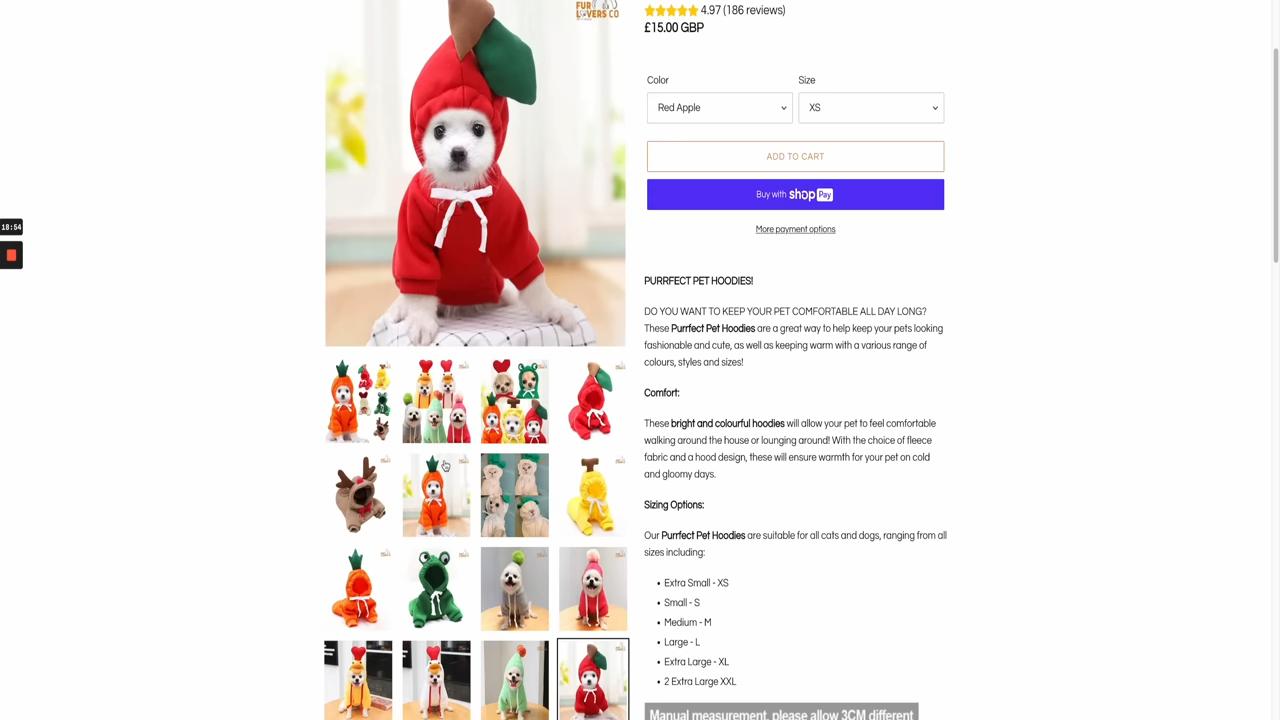 FUR
LOVERS CO
4.97 (186 reviews)
£15.00 GBP
Color
Size
Red Apple
XS
ADD TO CART
Buy with shop Pay
18:54
More payment options
PURRFECT PET HOODIES!
DO YOU WANT TO KEEP YOUR PET COMFORTABLE ALL DAY LONG?
These Purrfect Pet Hoodies are a great way to help keep your pets looking
fashionable and cute, as well as keeping warm with a various range of
colours, styles and sizes!
Comfort:
These bright and colourful hoodies will allow your pet to feel comfortable
walking around the house or lounging around! With the choice of fleece
fabric and a hood design, these will ensure warmth for your pet on cold
and gloomy days.
Sizing Options:
Our Purrfect Pet Hoodies are suitable for all cats and dogs, ranging from all
sizes including:
• Extra Small - XS
• Small - S
• Medium - M
• Large - L
• Extra Large - XL
• 2 Extra Large XXL
Manual measurement, please allow 3CM different